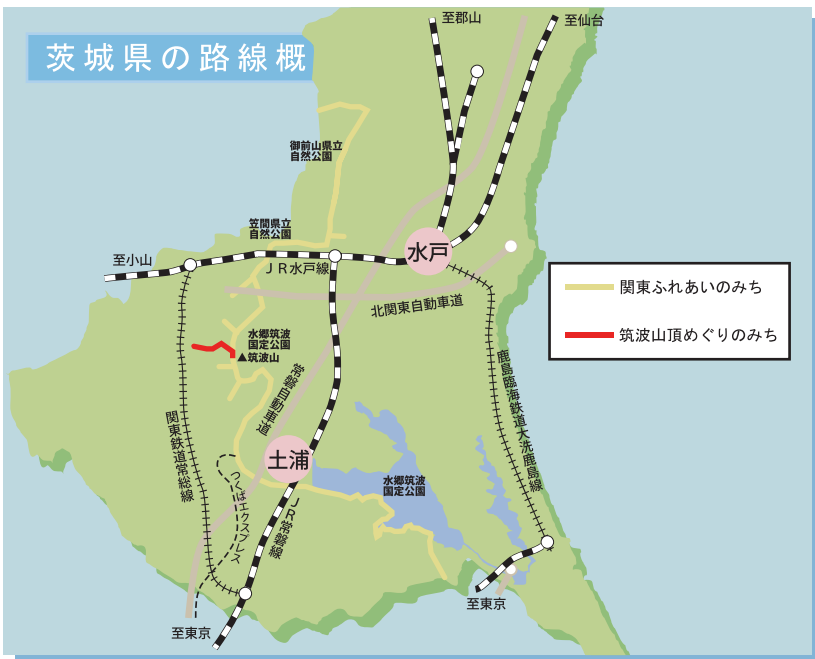 茨城県の路線概
至郡山
至仙台
御前山県立
自然公園
笠間県立
自然公園
水戸
至小山
JR水戸線
北関東自動車道
関東ふれあいのみち
筑波山頂めぐりのみち
水郷筑波
国定公園
▲筑波山
常磐自動車道
鹿島臨海鉄道大洗鹿島線
関東鉄道常総線
土浦
つくばエクスプレス
JR常磐線
水郷筑波
国定公園
至東京
至東京